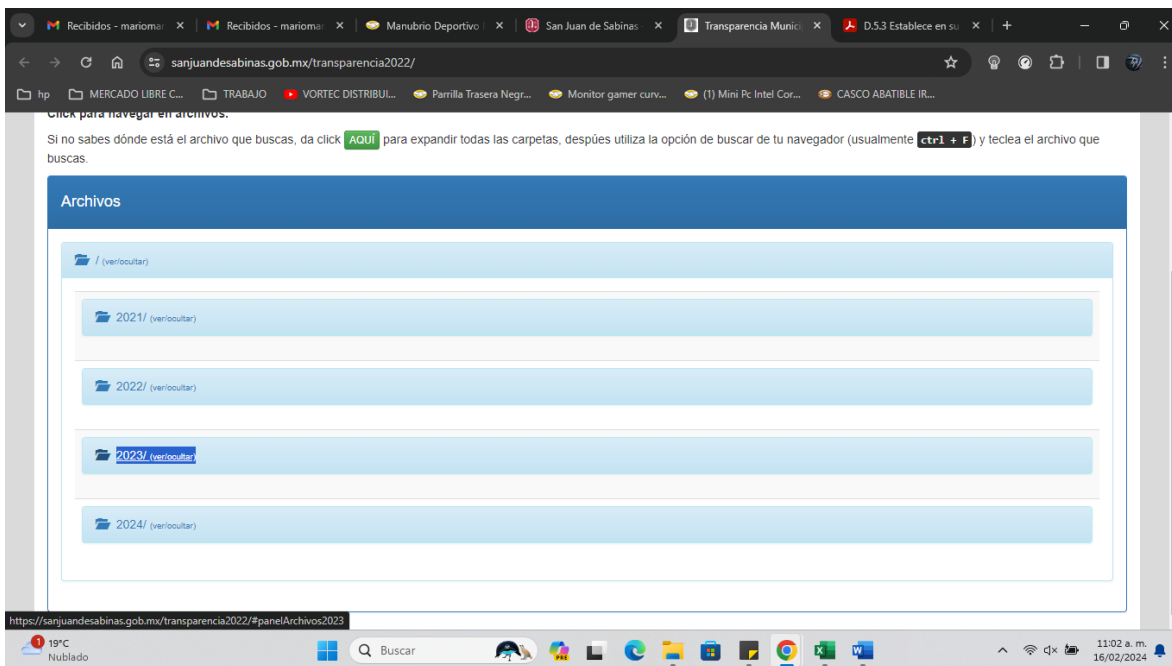 Recibidos - mariomar
Recibidos - mariomar
Manubrio Deportivo
San Juan de Sabinas
Transparencia Munici
D.5.3 Establece en su
sanjuandesabinas.gob.mx/transparencia2022/
hp
MERCADO LIBRE C...
TRABAJO
VORTEC DISTRIBUI...
Parrilla Trasera Negr...
Monitor gamer curv...
(1) Mini Pc Intel Cor...
CASCO ABATIBLE IR...
Click para navegar en archivos.
Si no sabes dónde está el archivo que buscas, da click AQUÍ para expandir todas las carpetas, despúes utiliza la opción de buscar de tu navegador (usualmente ctrl + F) y teclea el archivo que
buscas.
Archivos
/ (ver/ocultar)
2021/ (ver/ocultar)
2022/ (ver/ocultar)
2023/ (ver/ocultar)
2024/ (ver/ocultar)
https://sanjuandesabinas.gob.mx/transparencia2022/#panelArchivos2023
1
19°C
Nublado
Buscar
PRE
11:02 a. m.
16/02/2024